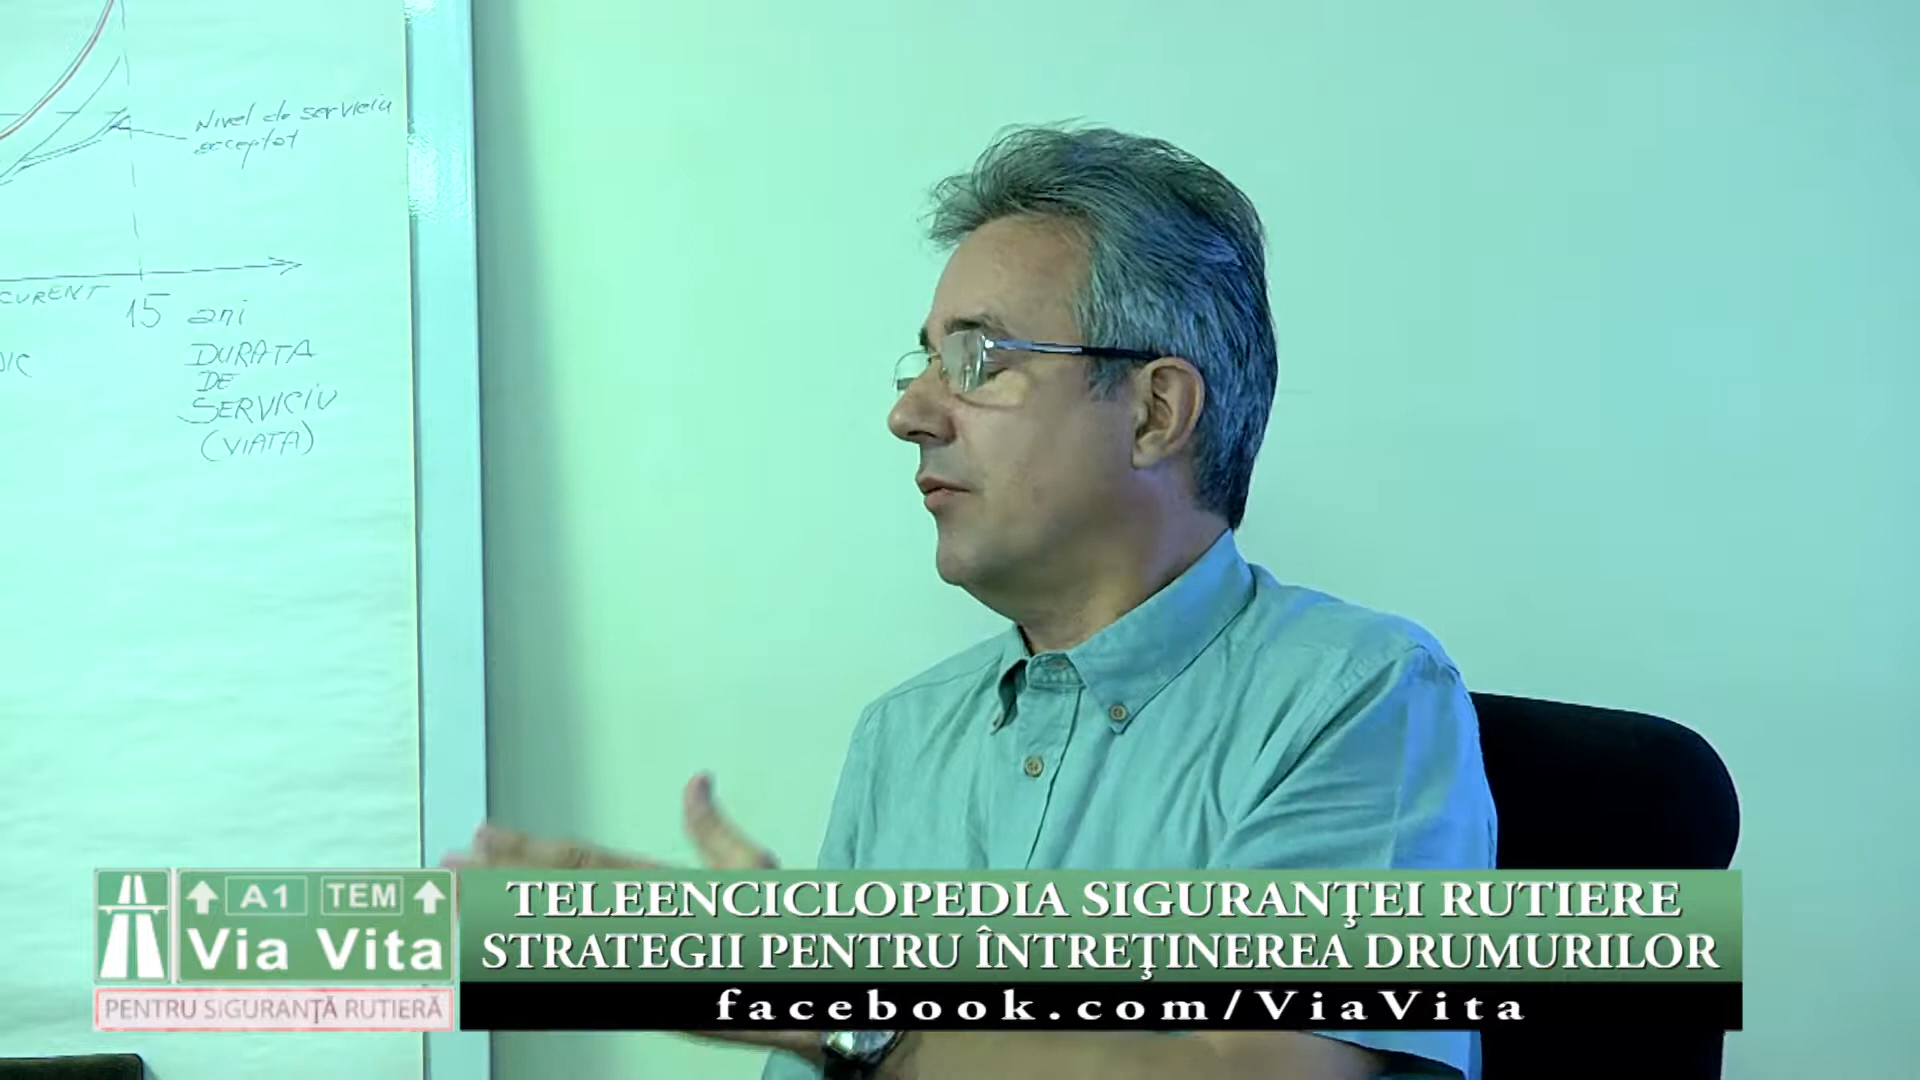 Nivel de serviciu
acceptat
CURENT
15 ani
DURATA
DE
SERVICIU
(VIATA)
A1 TEM
Via Vita
PENTRU SIGURANȚĂ RUTIERĂ
TELEENCICLOPEDIA SIGURANŢEI RUTIERE
STRATEGII PENTRU ÎNTREŢINEREA DRUMURILOR
facebook.com/ViaVita